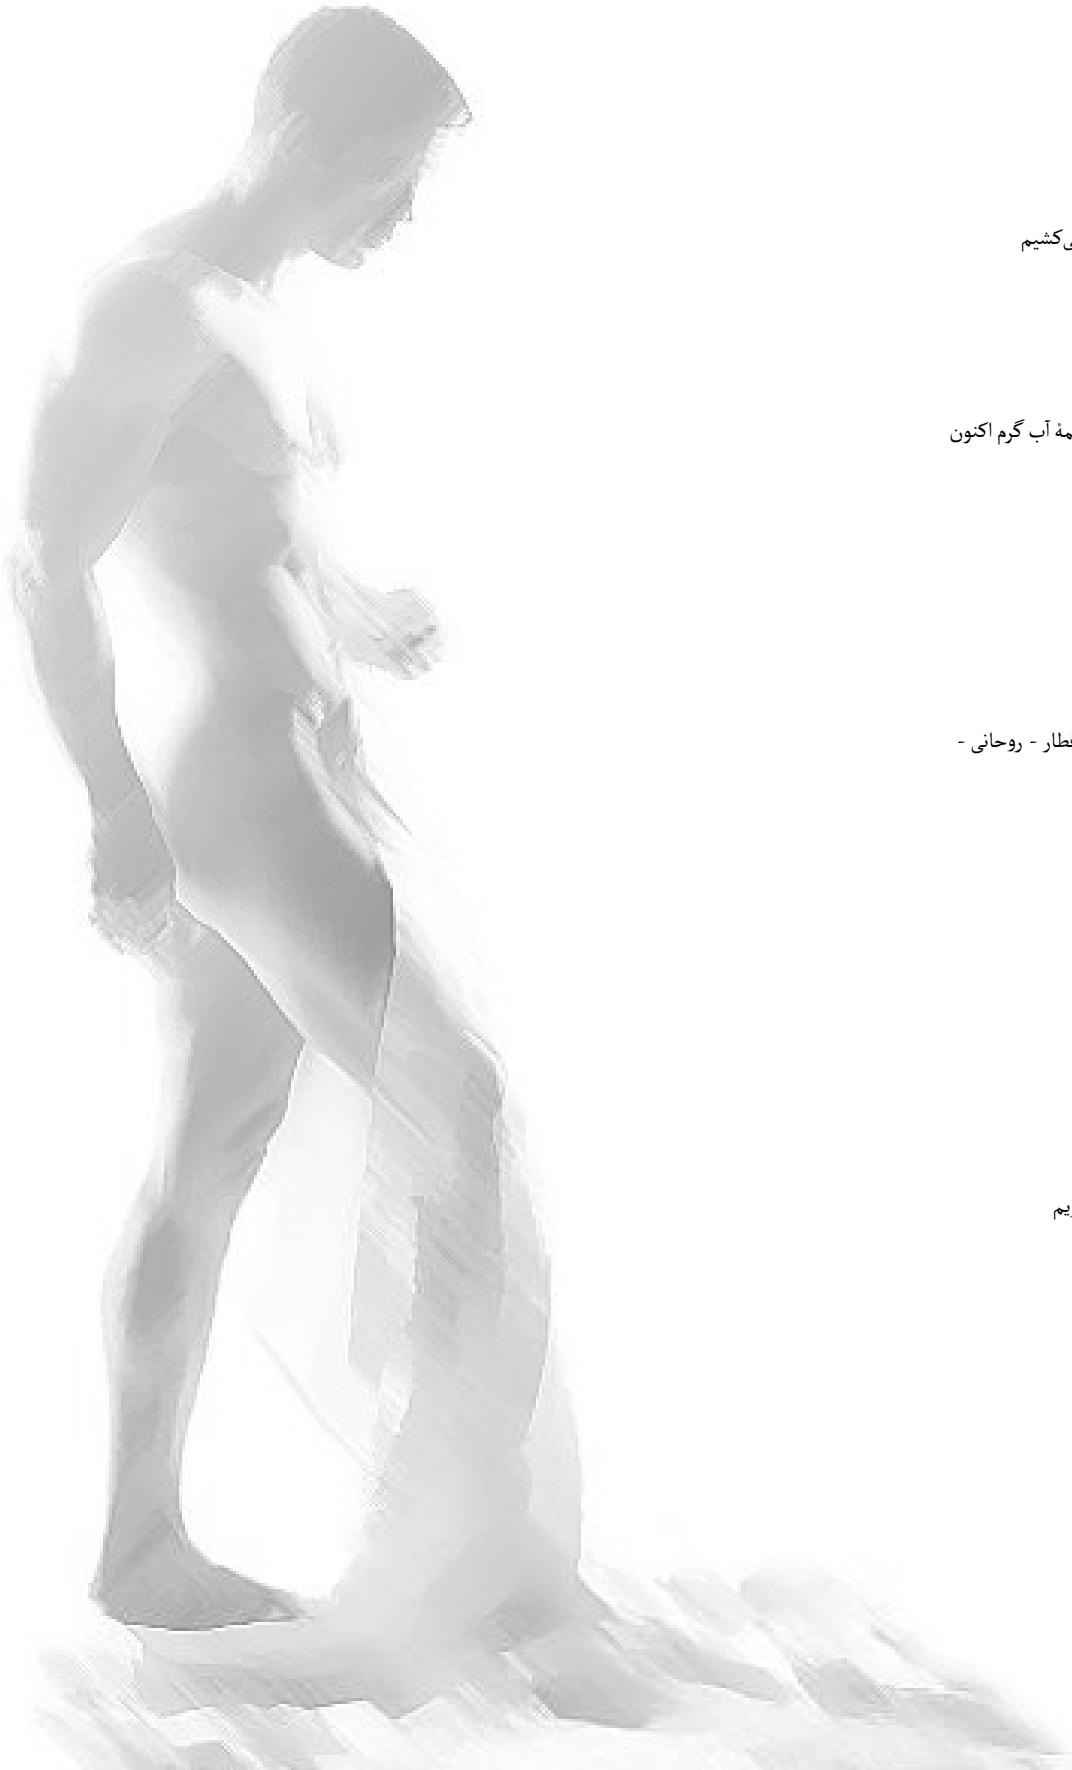 ی‌کشیم
مهٔ آب گرم اکنون
طار - روحانی -
یم